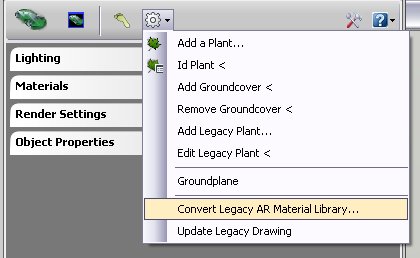 Lighting
Materials
Render Settings
Object Properties
Add a Plant...
Id Plant <
Add Groundcover <
Remove Groundcover <
Add Legacy Plant...
Edit Legacy Plant <
Groundplane
Convert Legacy AR Material Library...
Update Legacy Drawing